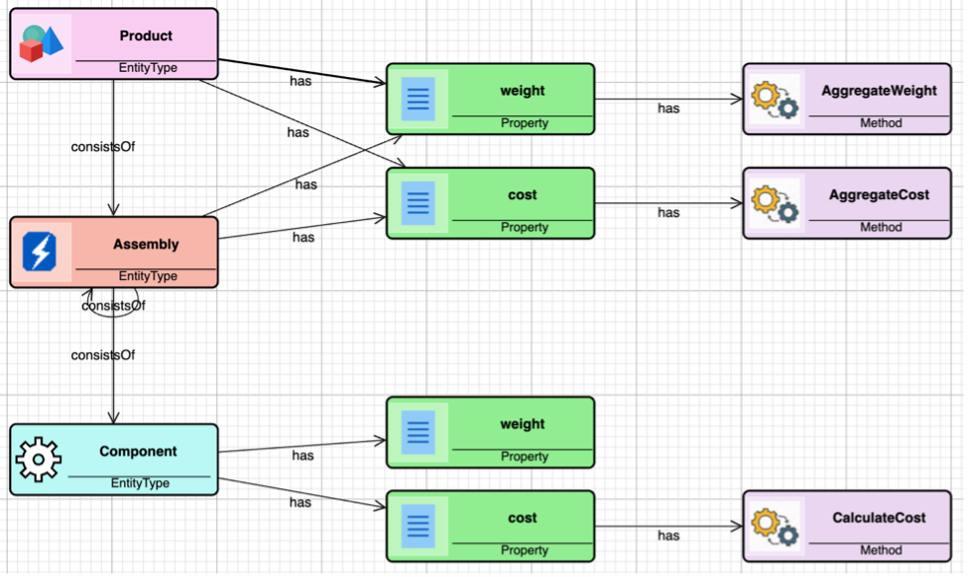 Product
EntityType
has
weight
Property
has
AggregateWeight
Method
has
consistsOf
has
cost
Property
has
AggregateCost
Method
has
Assembly
EntityType
consistsOf
consistsOf
Component
EntityType
has
weight
Property
has
cost
Property
has
CalculateCost
Method